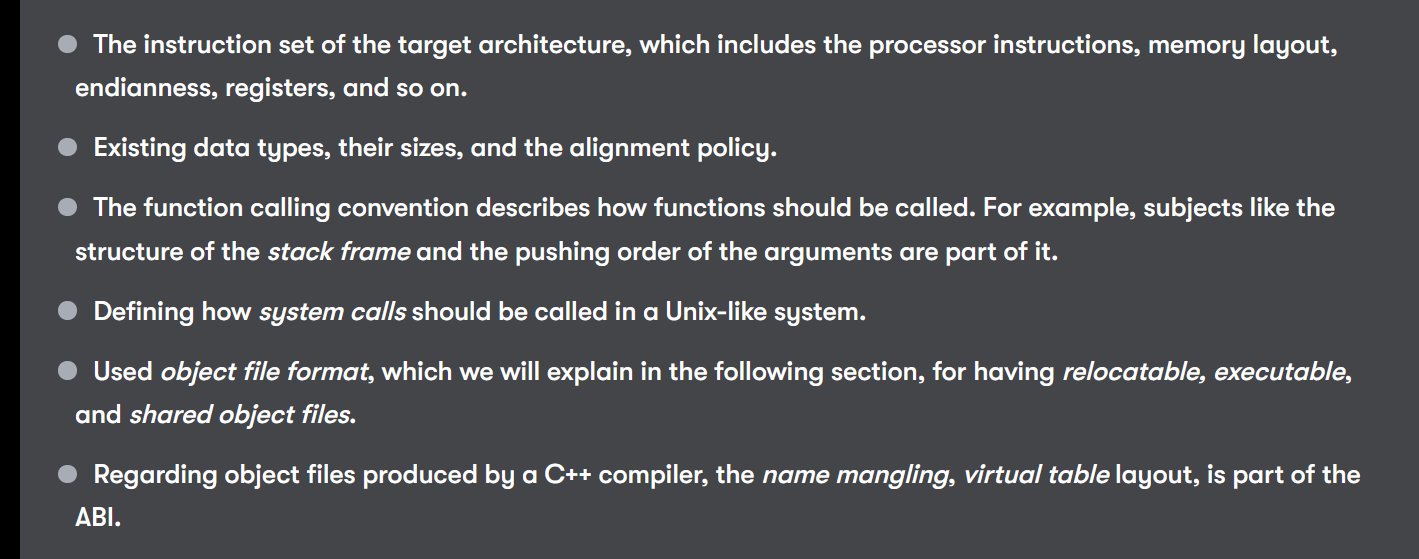 The instruction set of the target architecture, which includes the processor instructions, memory layout,
endianness, registers, and so on.
Existing data types, their sizes, and the alignment policy.
The function calling convention describes how functions should be called. For example, subjects like the
structure of the stack frame and the pushing order of the arguments are part of it.
Defining how system calls should be called in a Unix-like system.
Used object file format, which we will explain in the following section, for having relocatable, executable,
and shared object files.
Regarding object files produced by a C++ compiler, the name mangling, virtual table layout, is part of the
ABI.